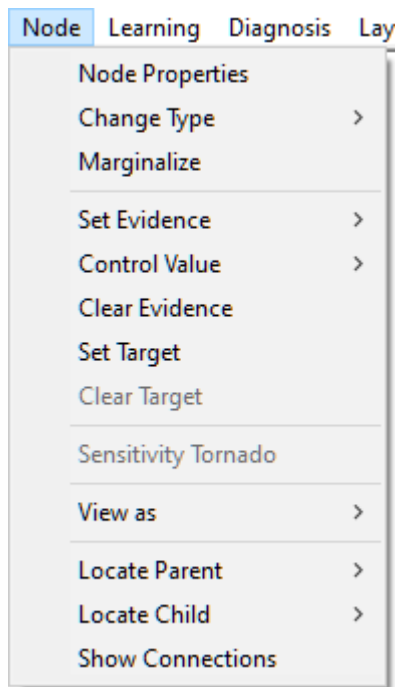 Node Learning Diagnosis Lay
Node Properties
Change Type
Marginalize
Set Evidence
Control Value
Clear Evidence
Set Target
Clear Target
Sensitivity Tornado
View as
Locate Parent
Locate Child
Show Connections